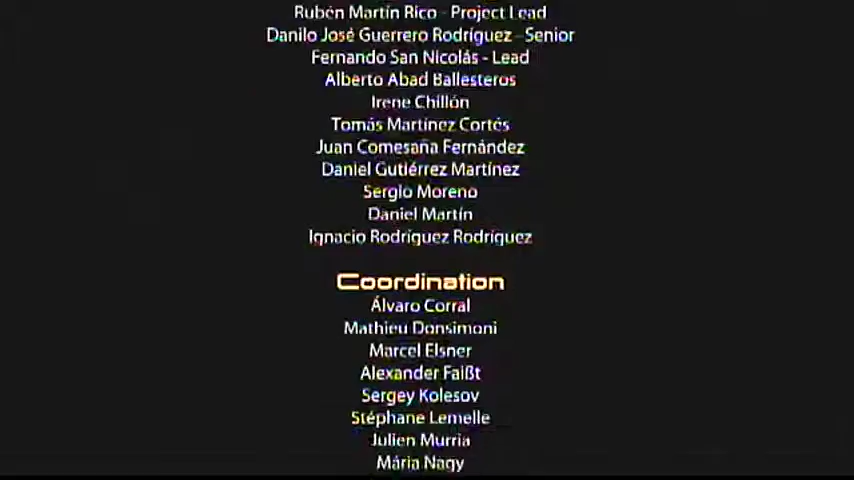 Rubén Martín Rico - Project Lead
Danilo José Guerrero Rodríguez - Senior
Fernando San Nicolás - Lead
Alberto Abad Ballesteros
Irene Chillón
Tomás Martínez Cortés
Juan Comesaña Fernández
Daniel Gutiérrez Martínez
Sergio Moreno
Daniel Martín
Ignacio Rodríguez Rodríguez
Coordination
Álvaro Corral
Mathieu Donsimoni
Marcel Elsner
Alexander Faißt
Sergey Kolesov
Stéphane Lemelle
Julien Murria
Mária Nagy